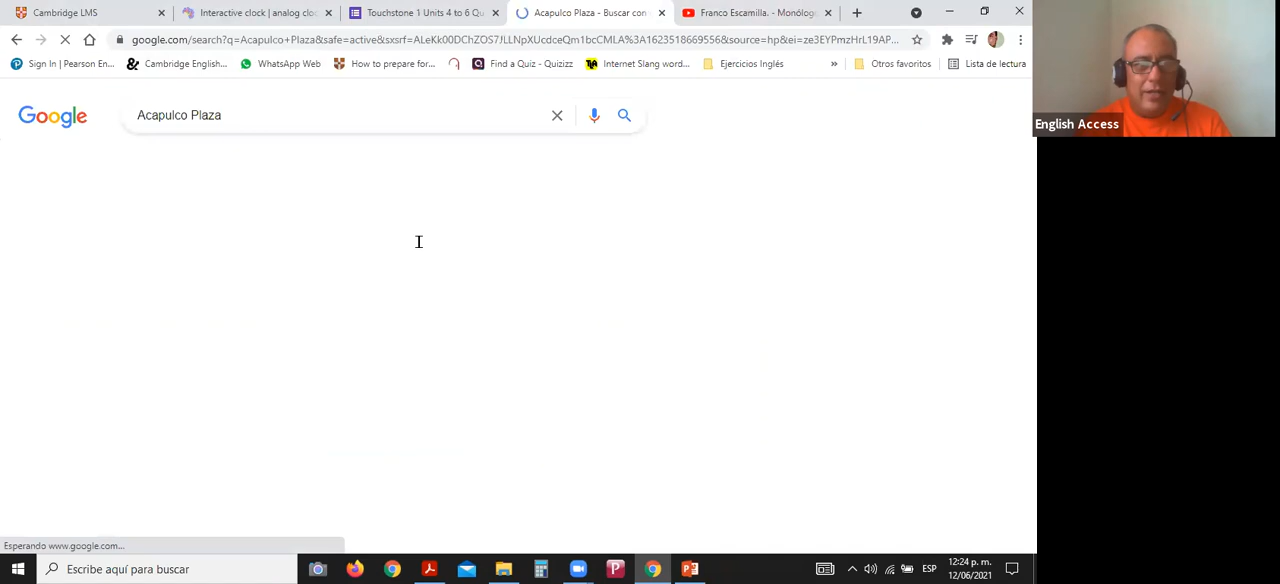 Cambridge LMS
Interactive clock | analog cloc
Touchstone 1 Units 4 to 6 Qu
Acapulco Plaza - Buscar con
Franco Escamilla. - Monólog
google.com/search?q=Acapulco+Plaza&safe=active&sxsrf=ALeKk00DChZOS7JLLNpXUcdceQm1bcCMLA%3A1623518669556&source=hp&ei=ze3EYPmzHrL19AP...
Sign In | Pearson En...
Cambridge English...
WhatsApp Web
How to prepare for...
Find a Quiz - Quizizz
Internet Slang word...
Ejercicios Inglés
»
Otros favoritos
Lista de lectura
Google
Acapulco Plaza
English Access
Esperando www.google.com...
Escribe aquí para buscar
ESP
12:24 p. m.
12/06/2021